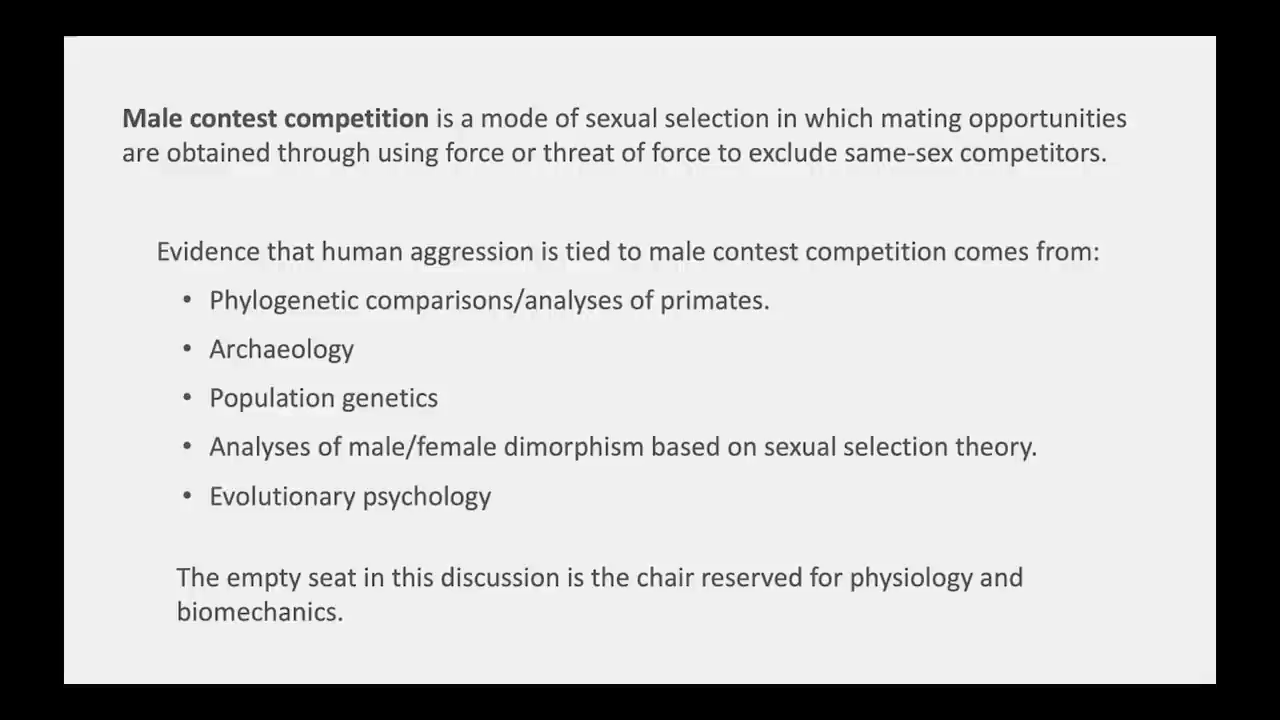 Male contest competition is a mode of sexual selection in which mating opportunities
are obtained through using force or threat of force to exclude same-sex competitors.
Evidence that human aggression is tied to male contest competition comes from:
• Phylogenetic comparisons/analyses of primates.
• Archaeology
• Population genetics
• Analyses of male/female dimorphism based on sexual selection theory.
• Evolutionary psychology
The empty seat in this discussion is the chair reserved for physiology and
biomechanics.